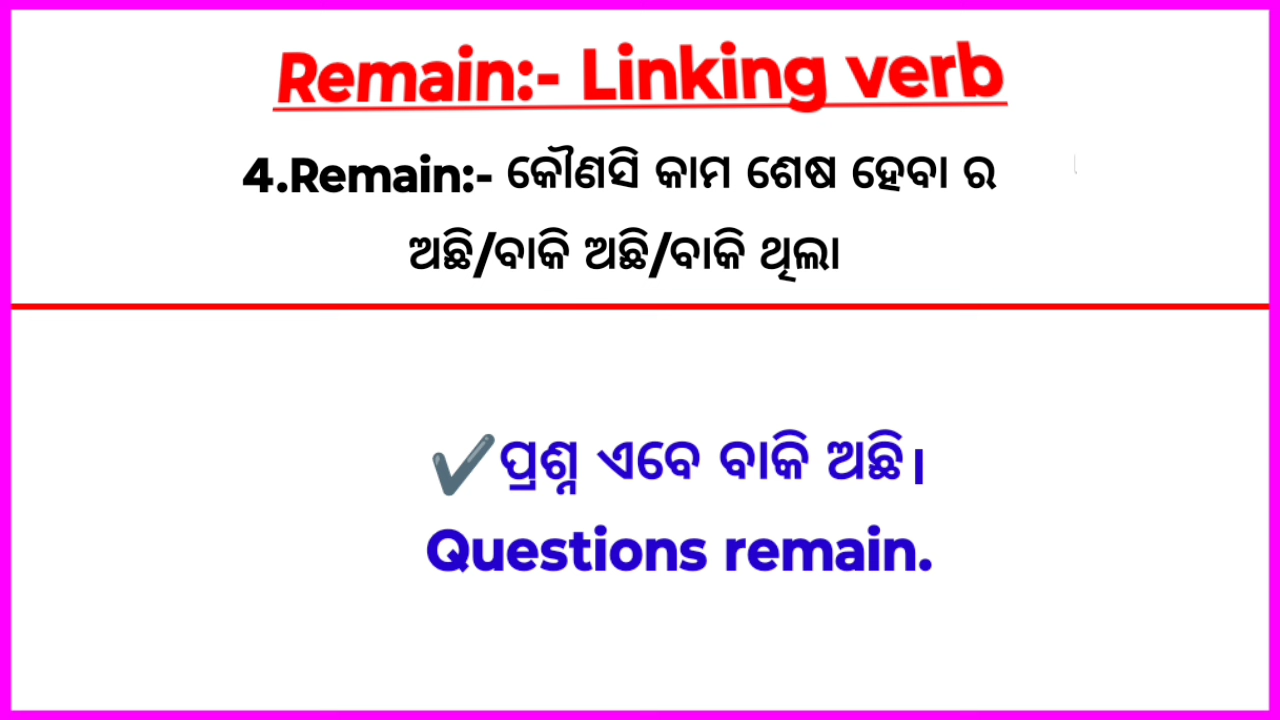 Remain:- Linking verb
4.Remain:- କୌଣସି କାମ ଶେଷ ହେବା ର
ଅଛି/ବାକି ଅଛି/ବାକି ଥିଲା
✔ପ୍ରଶ୍ନ ଏବେ ବାକି ଅଛି।
Questions remain.